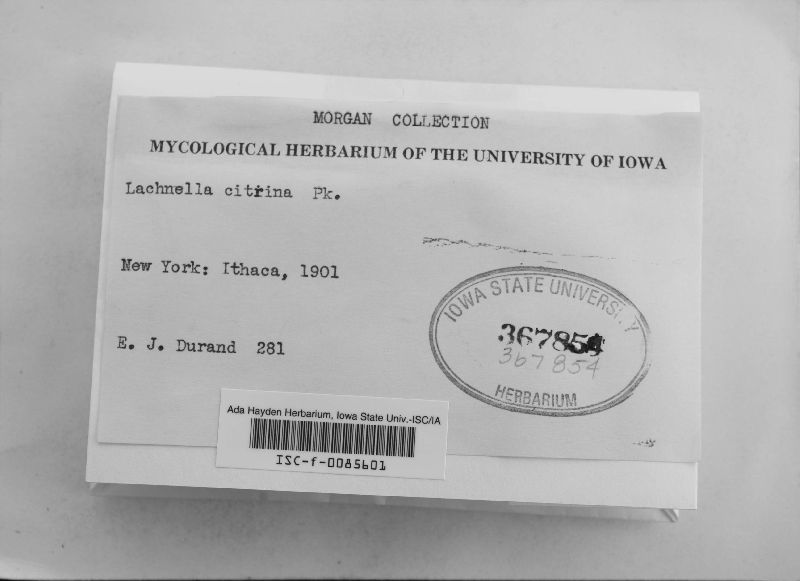 MORGAN COLLECTION
MYCOLOGICAL HERBARIUM OF THE UNIVERSITY OF IOWA
Lachnella citrina Pk.
New York: Ithaca, 1901
E. J. Durand 281
IOWA STATE UNIVERSITY
367854
367854
HERBARIUM
Ada Hayden Herbarium, Iowa State Univ.-ISC/IA
ISC-f-0085601